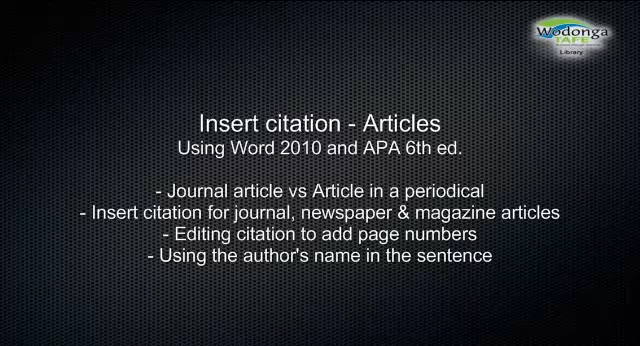 Wodonga
TAFE
Library
Insert citation - Articles
Using Word 2010 and APA 6th ed.
- Journal article vs Article in a periodical
- Insert citation for journal, newspaper & magazine articles
- Editing citation to add page numbers
- Using the author's name in the sentence